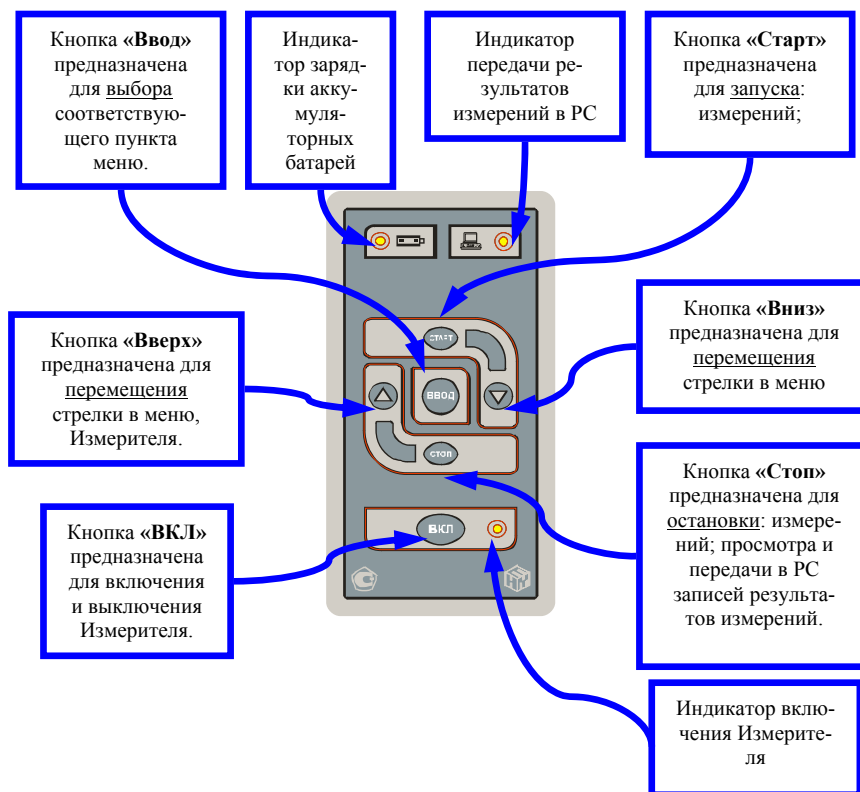 Кнопка «Ввод»
предназначена
для выбора
соответствую-
щего пункта
меню.
Индика-
тор заряд-
ки акку-
муля-
торных
батарей
Индикатор
передачи ре-
зультатов
измерений в РС
Кнопка «Старт»
предназначена
для запуска:
измерений;
Кнопка «Вверх»
предназначена для
перемещения
стрелки в меню,
Измерителя.
СТАРТ
ВВОД
СТОП
ВКЛ
Кнопка «Вниз»
предназначена для
перемещения
стрелки в меню
Кнопка «ВКЛ»
предназначена
для включения
и выключения
Измерителя.
Кнопка «Стоп»
предназначена для
остановки: измере-
ний; просмотра и
передачи в РС
записей результа-
тов измерений.
Индикатор вклю-
чения Измерите-
ля